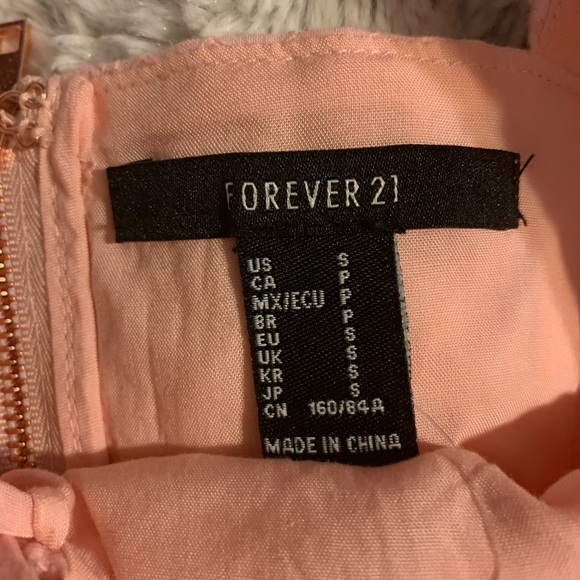 FOREVER 21
US S
CA P
MX/ECU P
BR P
EU S
UK S
KR S
JP S
CN 160/84A
MADE IN CHINA